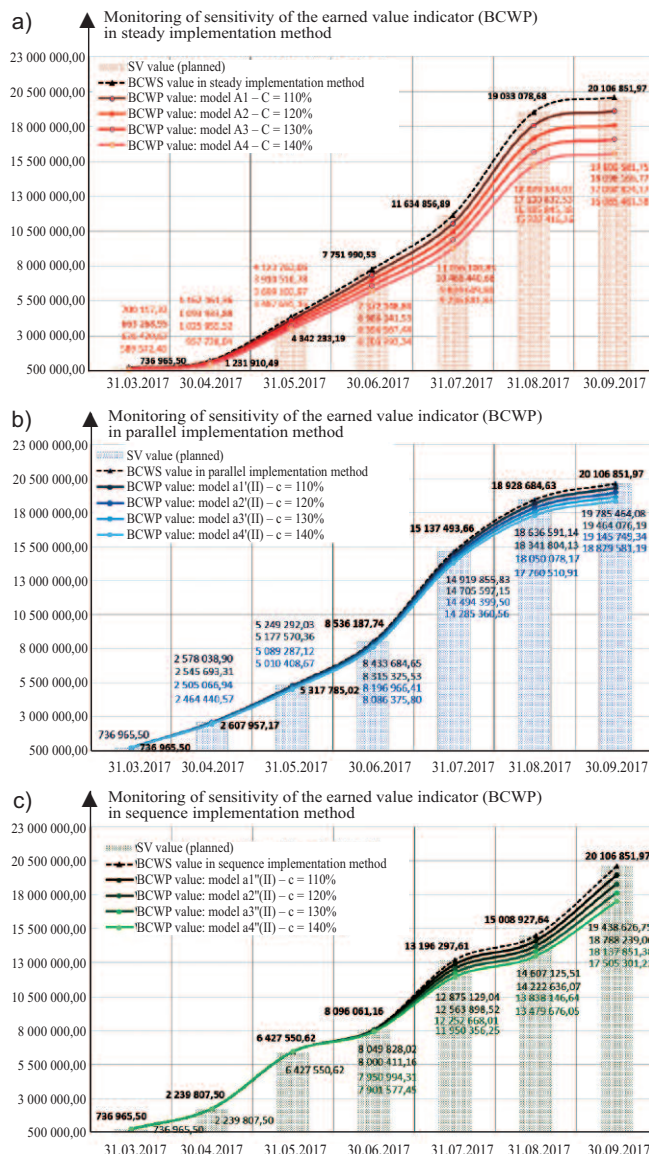 a)
Monitoring of sensitivity of the earned value indicator (BCWP)
in steady implementation method
23 000 000,00
20 500 000,00
18 000 000,00
15 500 000,00
13 000 000,00
10 500 000,00
8 000 000,00
5 500 000,00
3 000 000,00
500 000,00
SV value (planned)
BCWS value in steady implementation method
BCWP value: model A1 – C = 110%
BCWP value: model A2 – C = 120%
BCWP value: model A3 – C = 130%
BCWP value: model A4 – C = 140%
736 965,50
1 231 910,49
4 342 233,19
7 751 990,53
11 634 856,89
19 033 078,68
20 106 851,97
31.03.2017 30.04.2017 31.05.2017 30.06.2017 31.07.2017 31.08.2017 30.09.2017
b)
Monitoring of sensitivity of the earned value indicator (BCWP)
in parallel implementation method
23 000 000,00
20 500 000,00
18 000 000,00
15 500 000,00
13 000 000,00
10 500 000,00
8 000 000,00
5 500 000,00
3 000 000,00
500 000,00
SV value (planned)
BCWS value in parallel implementation method
BCWP value: model a1'(II) – c = 110%
BCWP value: model a2'(II) – c = 120%
BCWP value: model a3'(II) – c = 130%
BCWP value: model a4'(II) – c = 140%
736 965,50
736 965,50
2 578 038,90
2 545 693,31
2 505 066,94
2 464 440,57
2 607 957,17
5 249 292,03
5 177 570,36
5 089 287,12
5 010 408,67
5 317 785,02
8 536 187,74
8 433 684,65
8 315 325,53
8 196 966,41
8 086 375,80
15 137 493,66
14 919 855,83
14 705 597,15
14 494 399,50
14 285 360,56
18 928 684,63
18 636 591,14
18 341 804,13
18 050 078,17
17 760 510,91
20 106 851,97
19 785 464,08
19 464 076,19
19 145 749,34
18 829 581,19
31.03.2017 30.04.2017 31.05.2017 30.06.2017 31.07.2017 31.08.2017 30.09.2017
c)
Monitoring of sensitivity of the earned value indicator (BCWP)
in sequence implementation method
23 000 000,00
20 500 000,00
18 000 000,00
15 500 000,00
13 000 000,00
10 500 000,00
8 000 000,00
5 500 000,00
3 000 000,00
500 000,00
SV value (planned)
BCWS value in sequence implementation method
BCWP value: model a1"(II) – c = 110%
BCWP value: model a2"(II) – c = 120%
BCWP value: model a3"(II) – c = 130%
BCWP value: model a4"(II) – c = 140%
736 965,50
736 965,50
2 239 807,50
2 239 807,50
6 427 550,62
6 427 550,62
8 096 061,16
8 049 828,02
8 000 411,16
7 950 994,31
7 901 577,45
13 196 297,61
12 875 129,04
12 563 898,52
12 252 668,01
11 950 356,25
15 008 927,64
14 607 125,51
14 222 636,07
13 838 146,64
13 479 676,05
20 106 851,97
19 438 626,75
18 788 239,06
18 137 851,38
17 505 301,23
31.03.2017 30.04.2017 31.05.2017 30.06.2017 31.07.2017 31.08.2017 30.09.2017